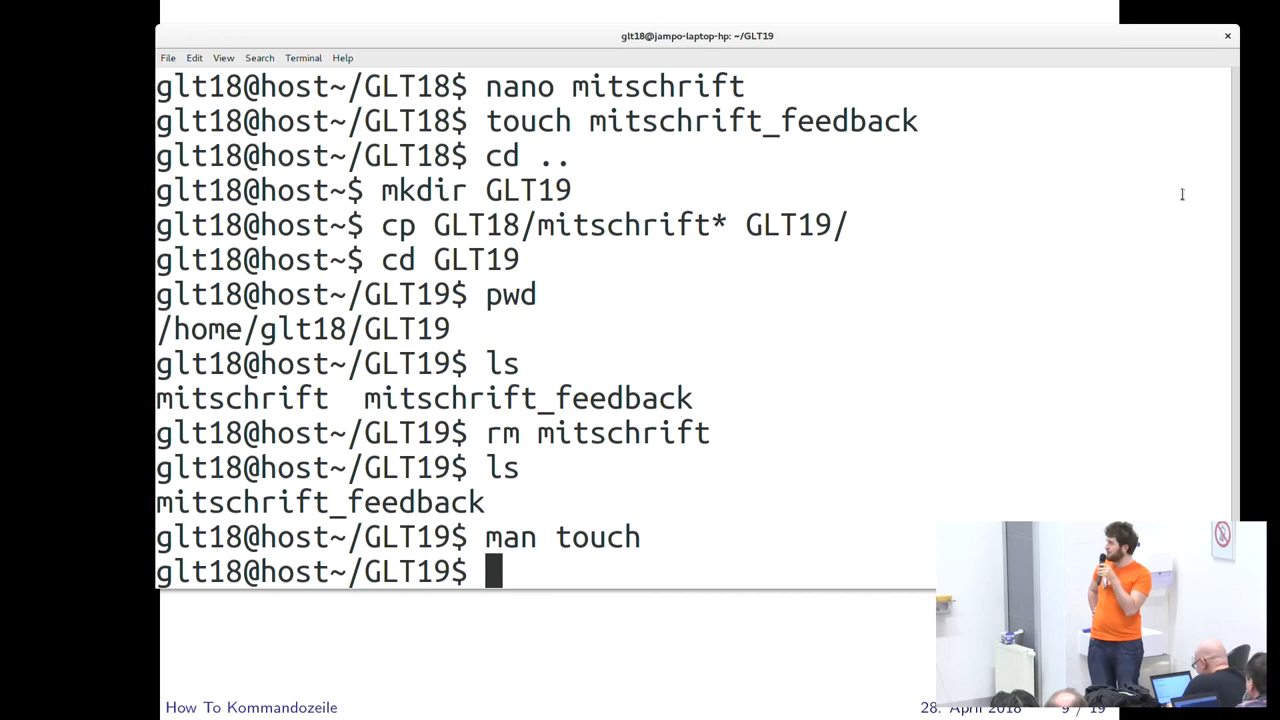 glt18@jampo-laptop-hp: ~/GLT19 ×
File Edit View Search Terminal Help
glt18@host~/GLT18$ nano mitschrift
glt18@host~/GLT18$ touch mitschrift_feedback
glt18@host~/GLT18$ cd ..
glt18@host~$ mkdir GLT19
glt18@host~$ cp GLT18/mitschrift* GLT19/
glt18@host~$ cd GLT19
glt18@host~/GLT19$ pwd
/home/glt18/GLT19
glt18@host~/GLT19$ ls
mitschrift mitschrift_feedback
glt18@host~/GLT19$ rm mitschrift
glt18@host~/GLT19$ ls
mitschrift_feedback
glt18@host~/GLT19$ man touch
glt18@host~/GLT19$
How To Kommandozeile 28. April 2018 9 / 19